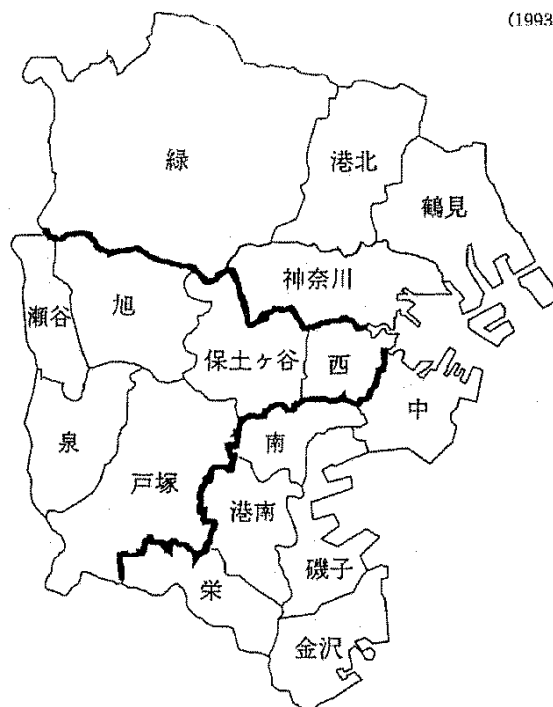 (1993
緑
港北
鶴見
神奈川
瀬谷
旭
保土ヶ谷
西
中
泉
戸塚
南
港南
磯子
栄
金沢